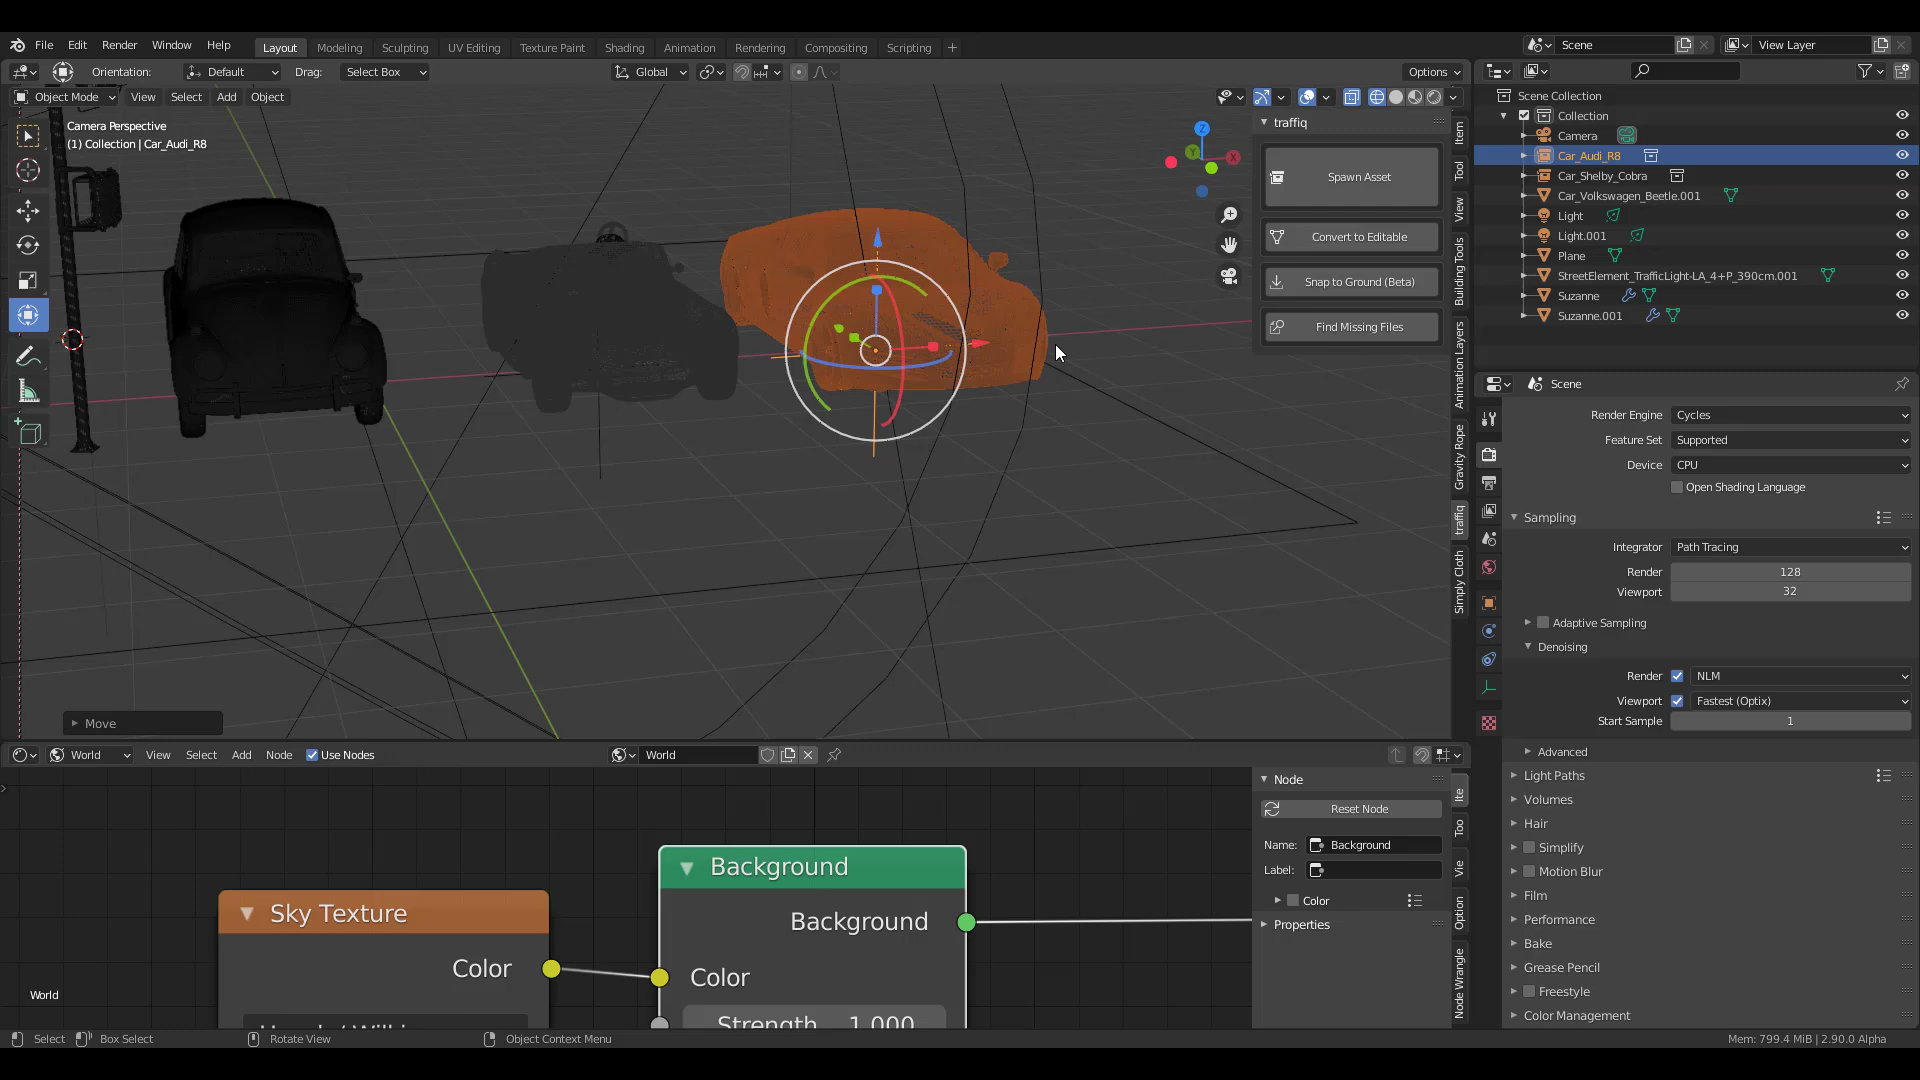 File Edit Render Window Help Layout Modeling Sculpting UV Editing Texture Paint Shading Animation Rendering Compositing Scripting + Scene View Layer
Orientation: Default Drag: Select Box Global Options
Object Mode View Select Add Object
Camera Perspective
(1) Collection | Car_Audi_R8
Z
X
Y
traffiq
Spawn Asset
Convert to Editable
Snap to Ground (Beta)
Find Missing Files
Item
Tool
View
Building Tools
Animation Layers
Gravity Rope
traffiq
Simply Cloth
Move
Scene Collection
Collection
Camera
Car_Audi_R8
Car_Shelby_Cobra
Car_Volkswagen_Beetle.001
Light
Light.001
Plane
StreetElement_TrafficLight-LA_4+P_390cm.001
Suzanne
Suzanne.001
Scene
Render Engine Cycles
Feature Set Supported
Device CPU
Open Shading Language
Sampling
Integrator Path Tracing
Render 128
Viewport 32
Adaptive Sampling
Denoising
Render NLM
Viewport Fastest (Optix)
Start Sample 1
Advanced
Light Paths
Volumes
Hair
Simplify
Motion Blur
Film
Performance
Bake
Grease Pencil
Freestyle
Color Management
World View Select Add Node Use Nodes World
Sky Texture
Color
Background
Background
Color
Strength 1.000
World
Node
Reset Node
Name: Background
Label:
Color
Properties
Ite
Too
Vie
Option
Node Wrangle
Select Box Select Rotate View Object Context Menu Mem: 799.4 MiB | 2.90.0 Alpha